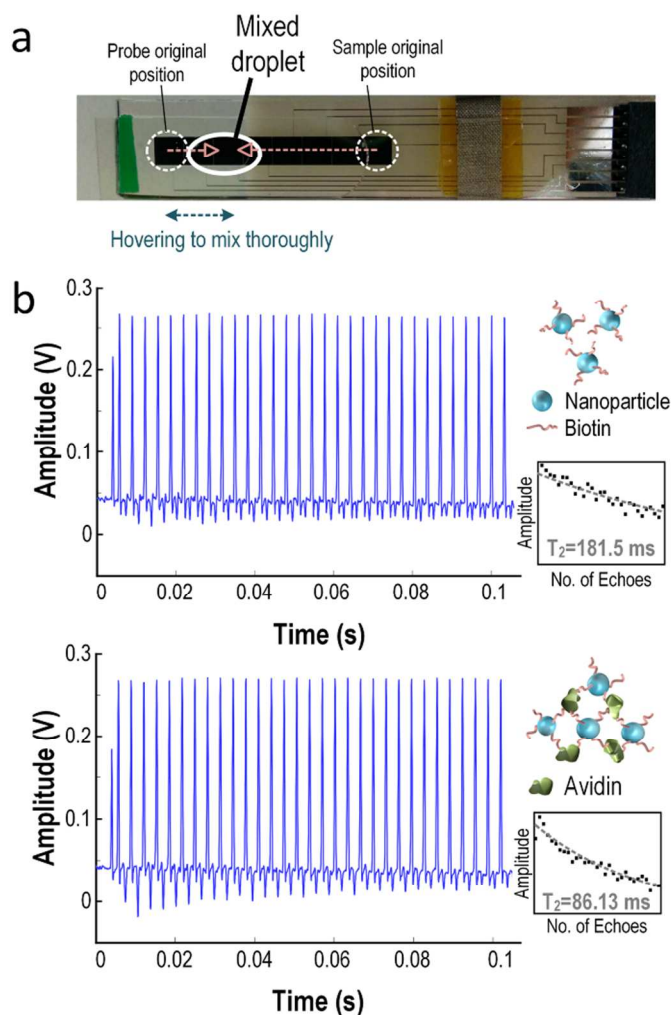 a
Probe original
position
Mixed
droplet
Sample original
position
Hovering to mix thoroughly
b
Amplitude (V)
0.3
0.2
0.1
0
0
0.02
0.04
0.06
0.08
0.1
Time (s)
Nanoparticle
Biotin
Amplitude
T₂=181.5 ms
No. of Echoes
Amplitude (V)
0.3
0.2
0.1
0
0
0.02
0.04
0.06
0.08
0.1
Time (s)
Avidin
Amplitude
T₂=86.13 ms
No. of Echoes